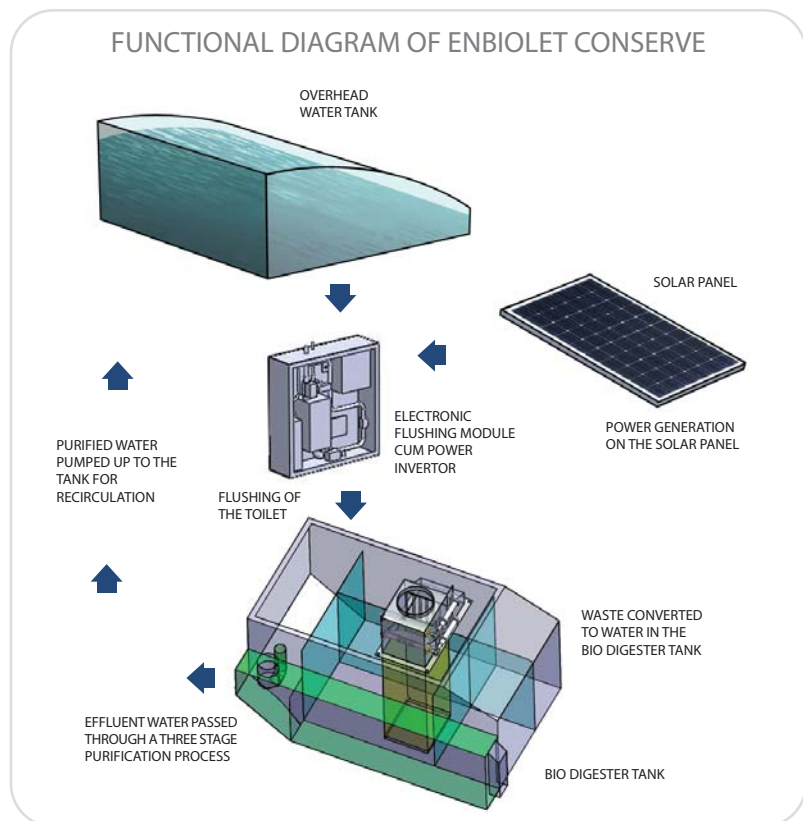 FUNCTIONAL DIAGRAM OF ENBIOLET CONSERVE
OVERHEAD
WATER TANK
SOLAR PANEL
POWER GENERATION
ON THE SOLAR PANEL
ELECTRONIC
FLUSHING MODULE
CUM POWER
INVERTOR
PURIFIED WATER
PUMPED UP TO THE
TANK FOR
RECIRCULATION
FLUSHING OF
THE TOILET
WASTE CONVERTED
TO WATER IN THE
BIO DIGESTER TANK
EFFLUENT WATER PASSED
THROUGH A THREE STAGE
PURIFICATION PROCESS
BIO DIGESTER TANK